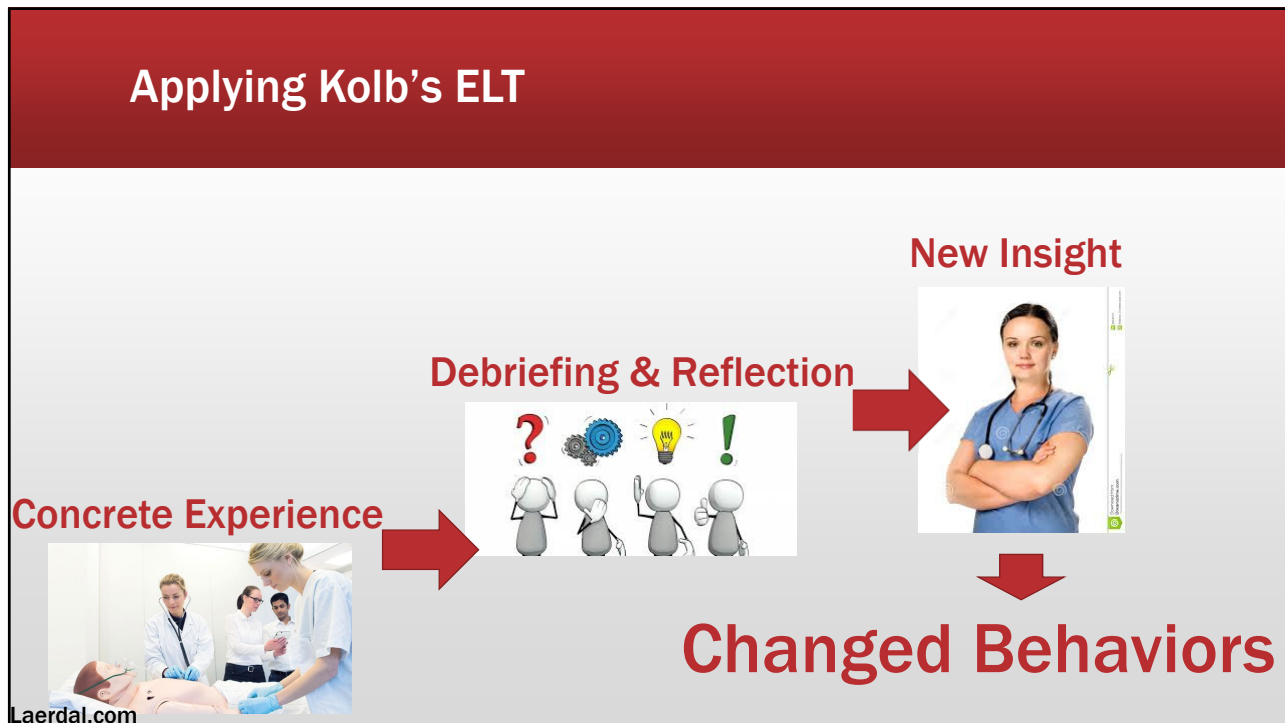 Applying Kolb's ELT
New Insight
Debriefing & Reflection
Concrete Experience
Changed Behaviors
Laerdal.com